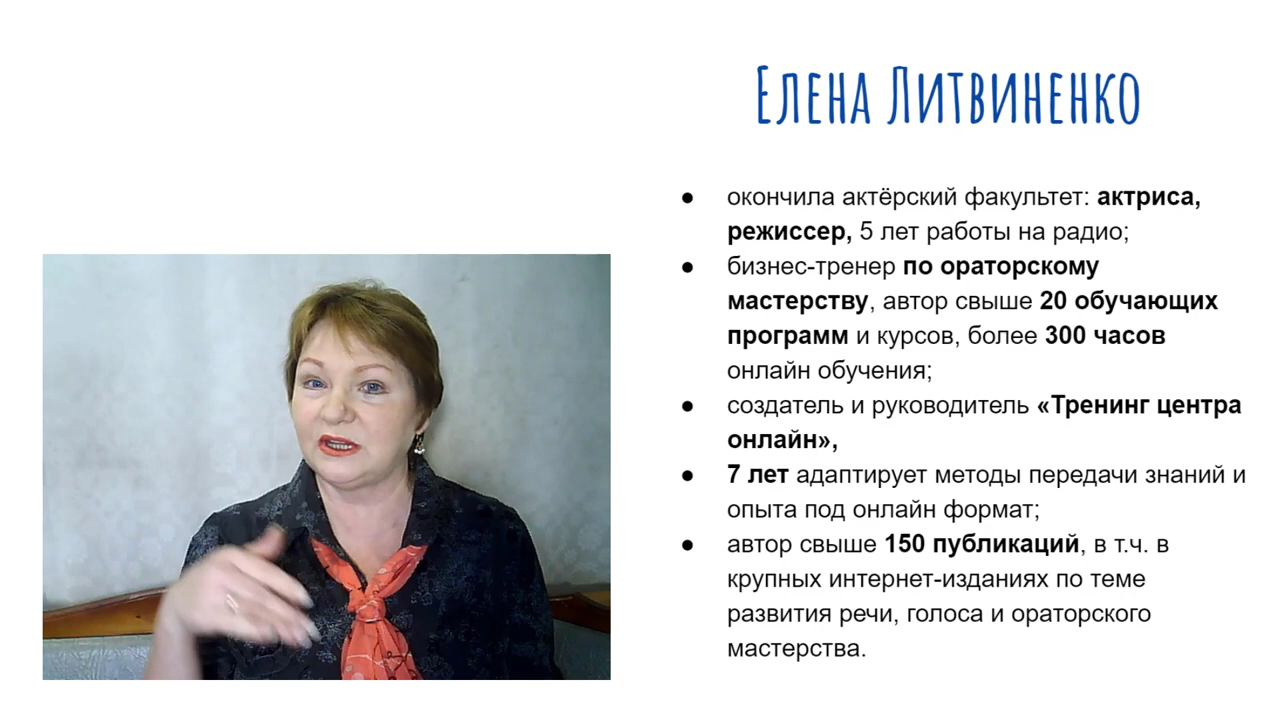 Елена Литвиненко
● окончила актёрский факультет: актриса,
режиссер, 5 лет работы на радио;
● бизнес-тренер по ораторскому
мастерству, автор свыше 20 обучающих
программ и курсов, более 300 часов
онлайн обучения;
● создатель и руководитель «Тренинг центра
онлайн»,
● 7 лет адаптирует методы передачи знаний и
опыта под онлайн формат;
● автор свыше 150 публикаций, в т.ч. в
крупных интернет-изданиях по теме
развития речи, голоса и ораторского
мастерства.